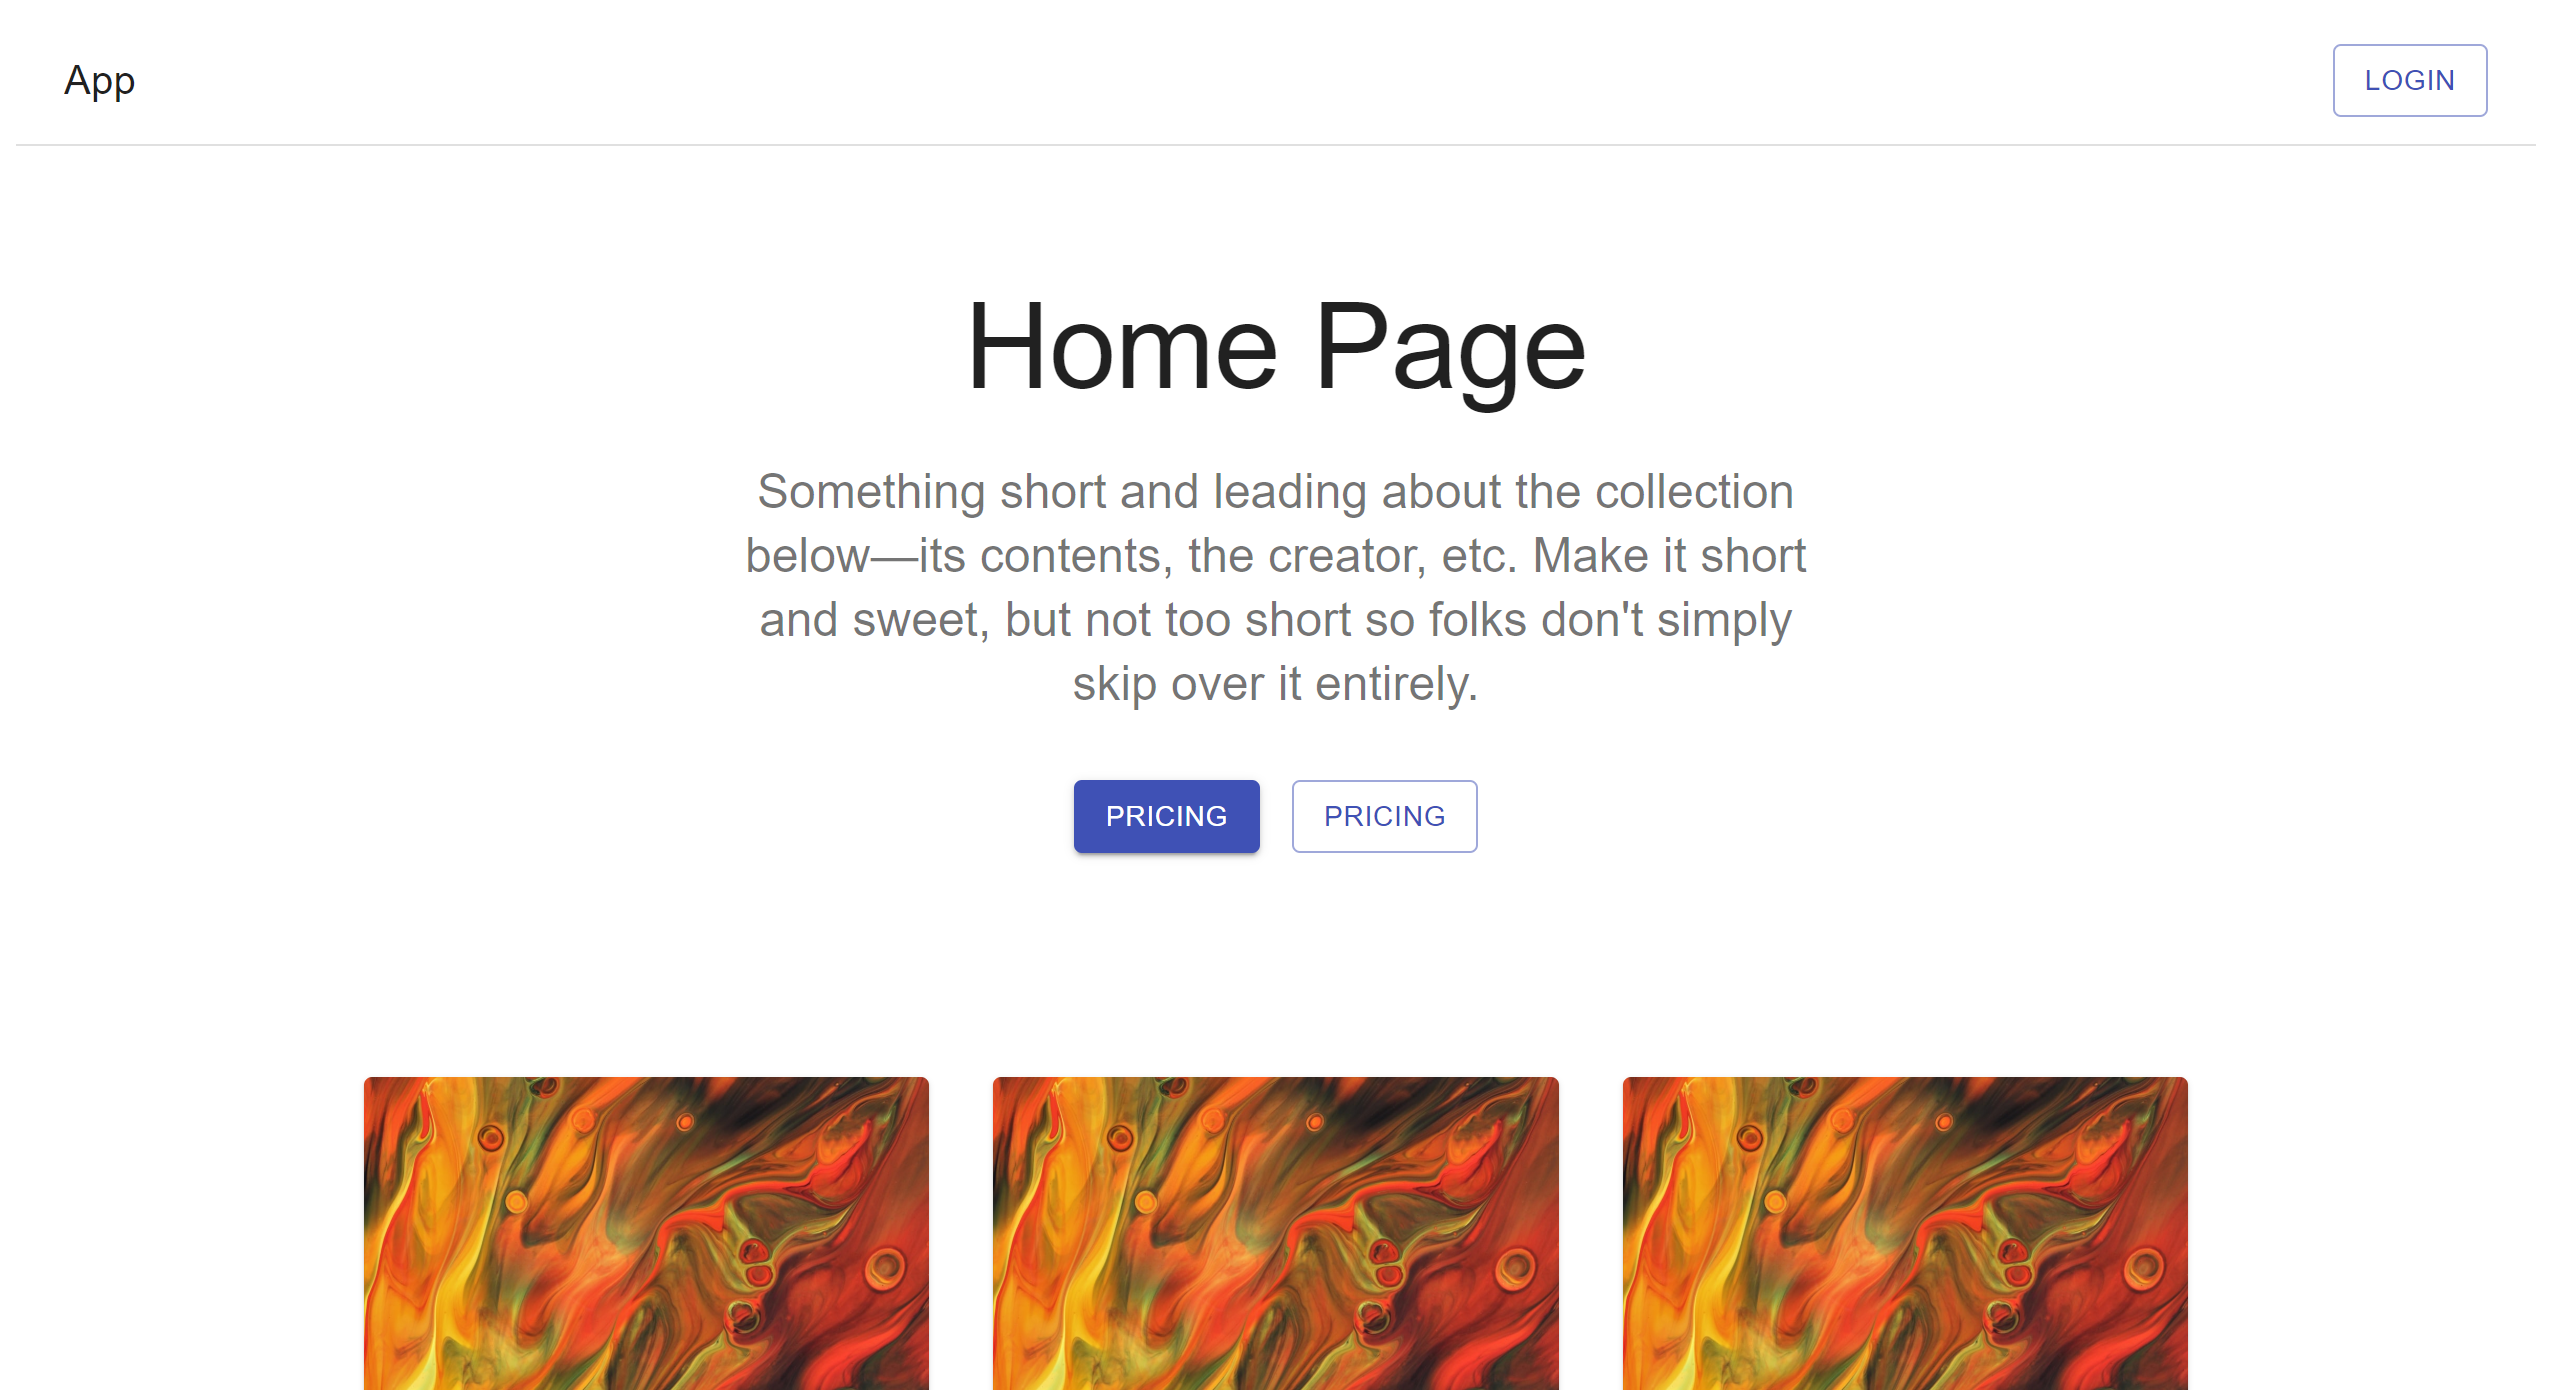 App
LOGIN
Home Page
Something short and leading about the collection
below—its contents, the creator, etc. Make it short
and sweet, but not too short so folks don't simply
skip over it entirely.
PRICING
PRICING